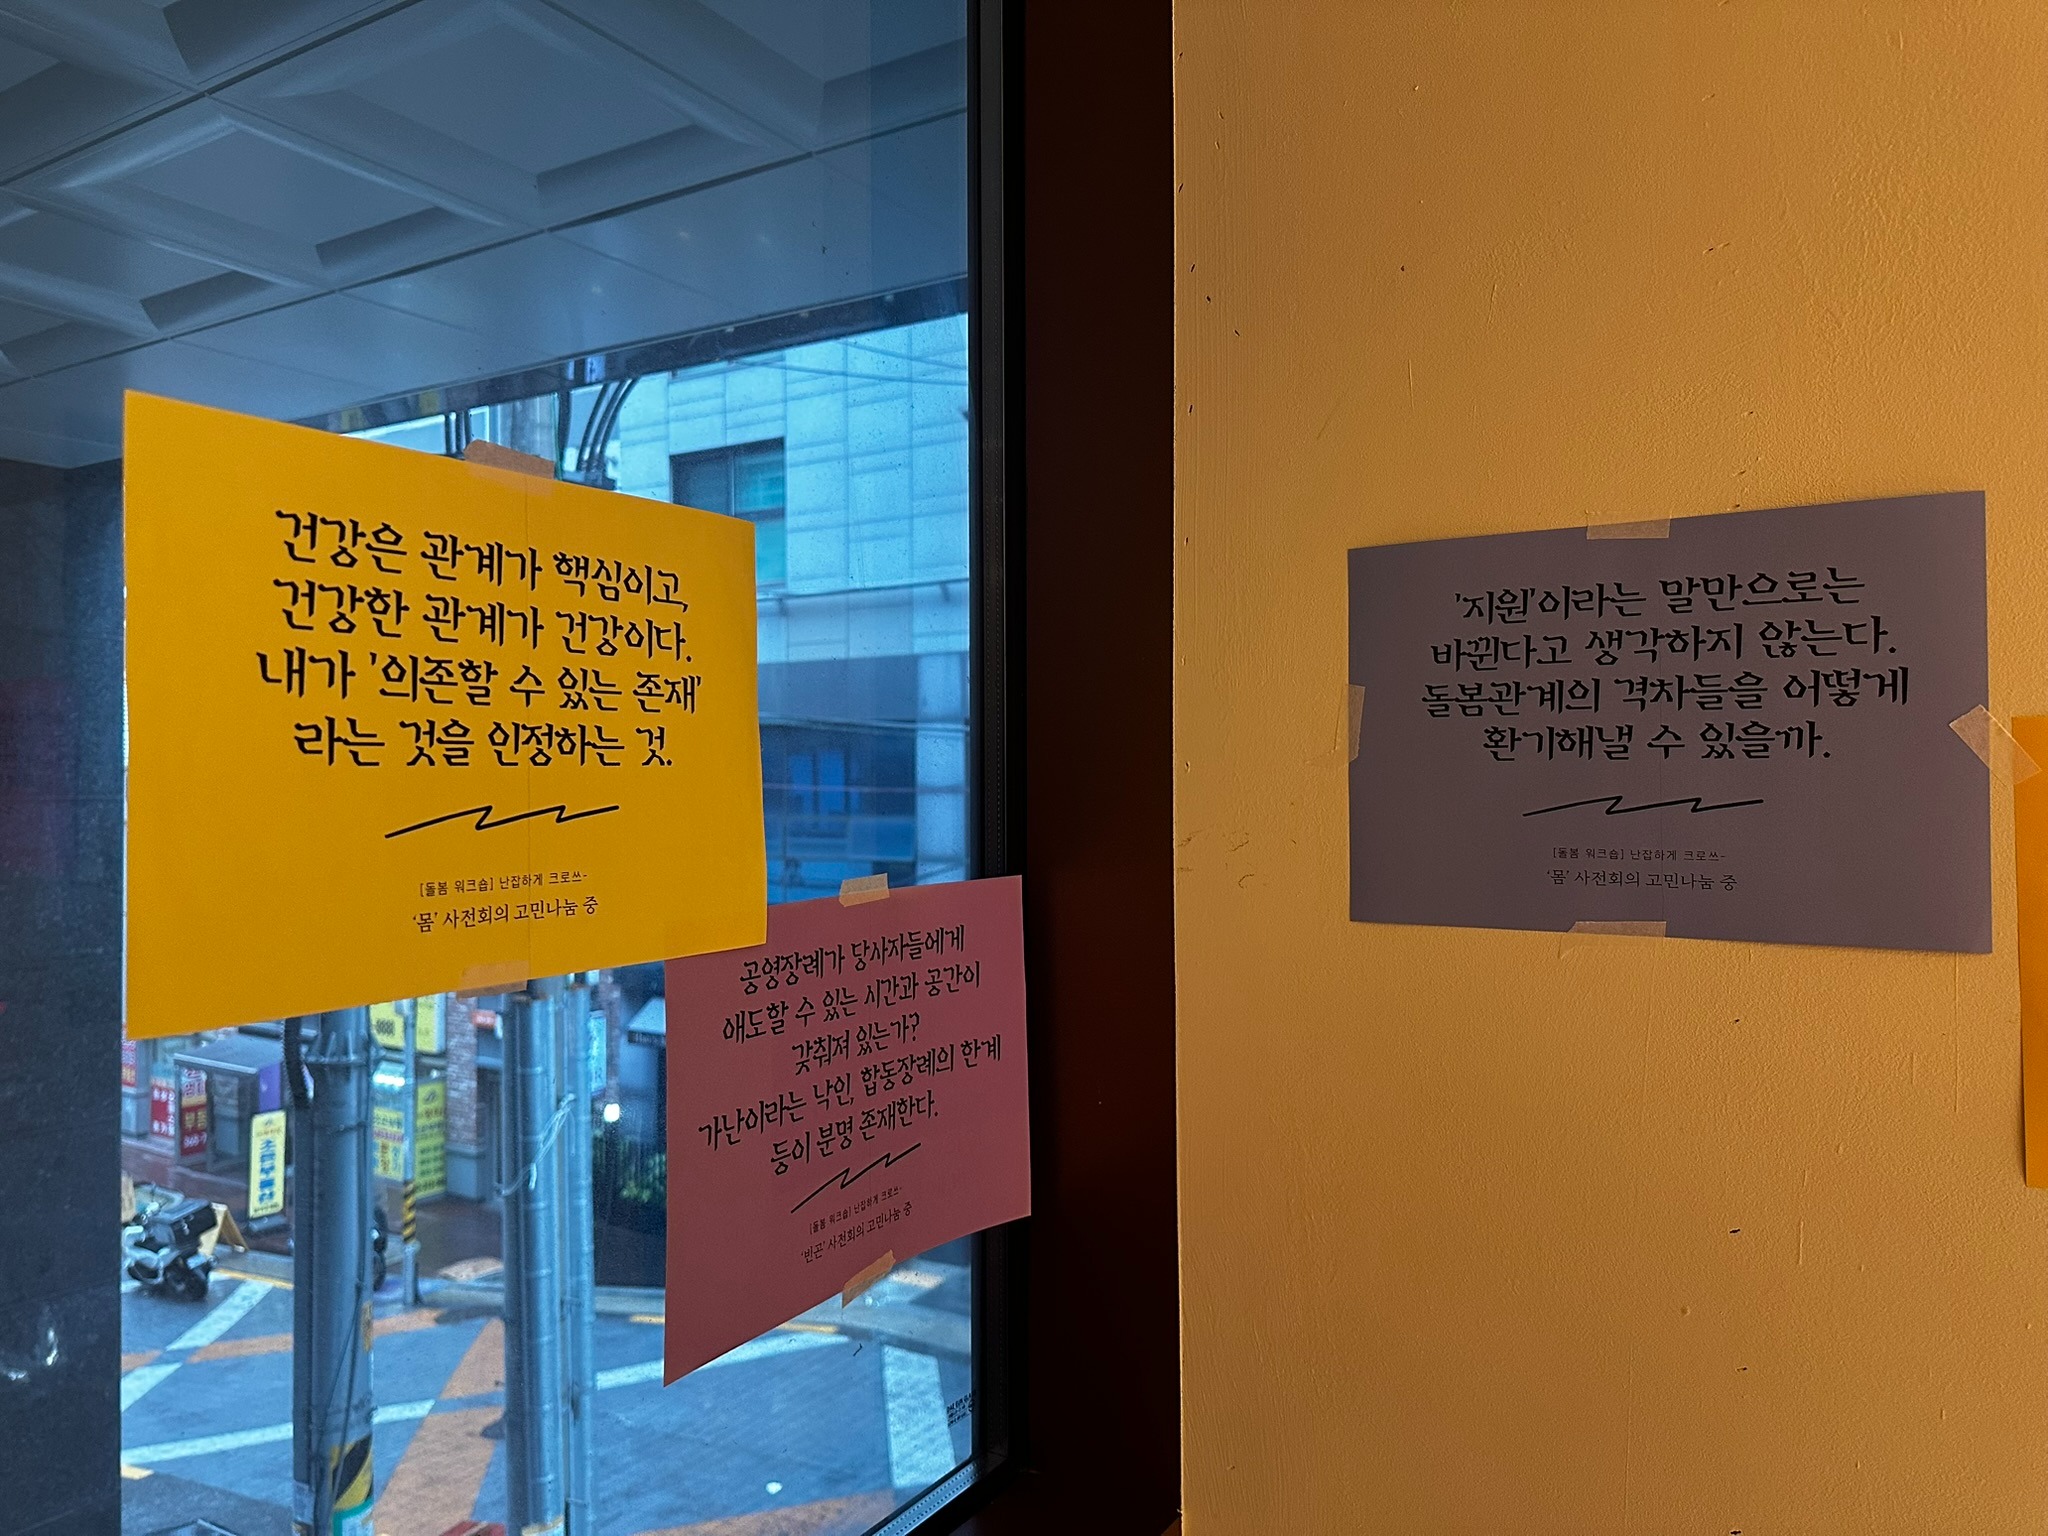 건강은 관계가 핵심이고,
건강한 관계가 건강이다.
내가 '의존할 수 있는 존재'
라는 것을 인정하는 것.
[돌봄 워크숍] 난잡하게 크로쓰-
'몸' 사전회의 고민나눔 중
공영장례가 당사자들에게
애도할 수 있는 시간과 공간이
갖춰져 있는가?
가난이라는 낙인, 합동장례의 한계
등이 분명 존재한다.
[돌봄 워크숍] 난잡하게 크로쓰-
'빈곤' 사전회의 고민나눔 중
'지원'이라는 말만으로는
바뀐다고 생각하지 않는다.
돌봄관계의 격차들을 어떻게
환기해낼 수 있을까.
[돌봄 워크숍] 난잡하게 크로쓰-
'몸' 사전회의 고민나눔 중